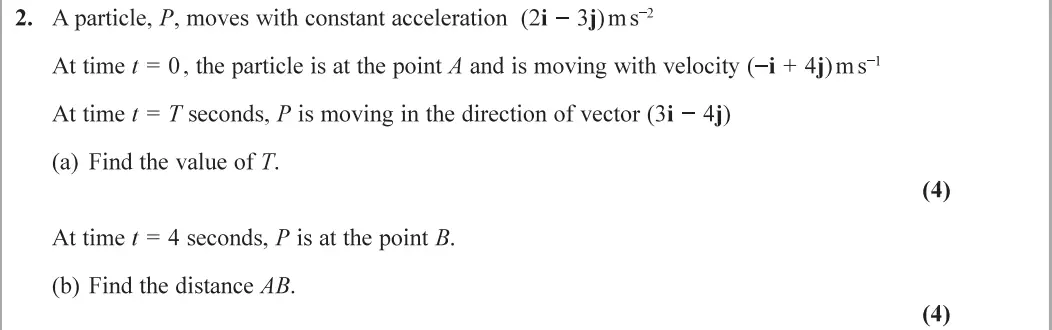 2. A particle, P, moves with constant acceleration (2i − 3j) m s⁻²
At time t = 0, the particle is at the point A and is moving with velocity (−i + 4j) m s⁻¹
At time t = T seconds, P is moving in the direction of vector (3i − 4j)
(a) Find the value of T.
(4)
At time t = 4 seconds, P is at the point B.
(b) Find the distance AB.
(4)